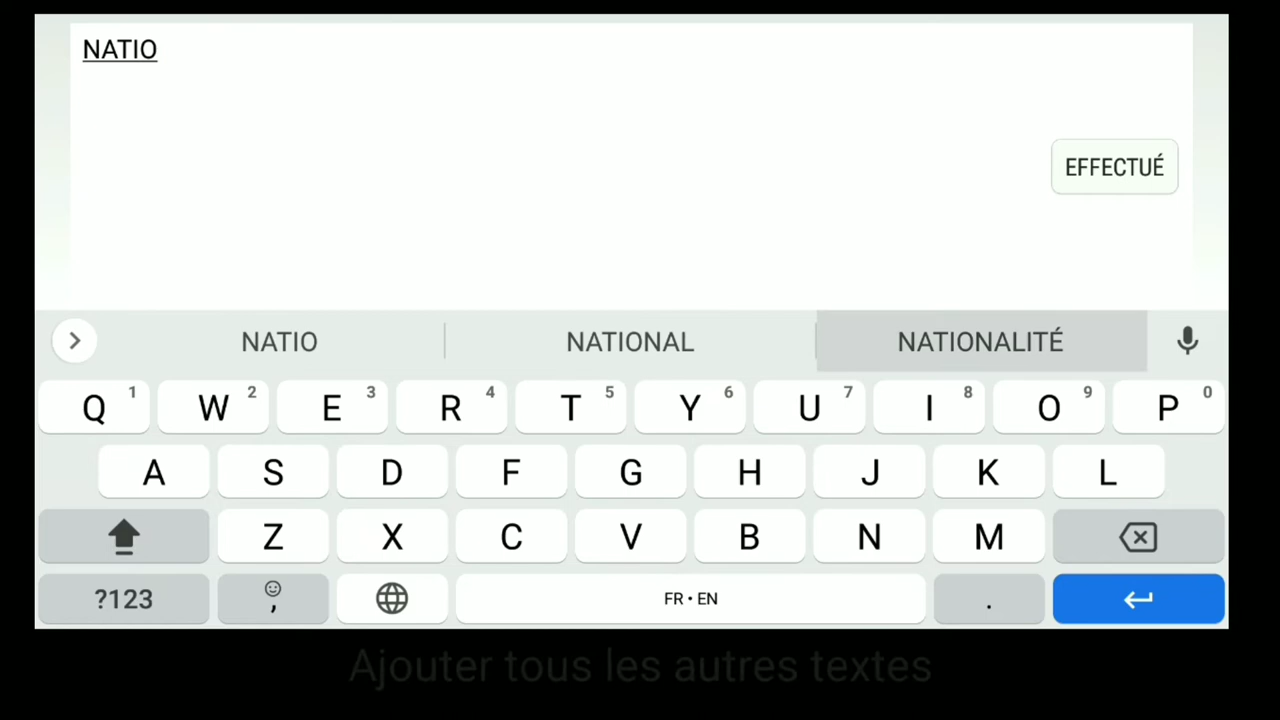 NATIO
EFFECTUÉ
NATIO NATIONAL NATIONALITÉ
Q 1 W 2 E 3 R 4 T 5 Y 6 U 7 I 8 O 9 P 0
A S D F G H J K L
Z X C V B N M
?123 , FR • EN .
Ajouter tous les autres textes